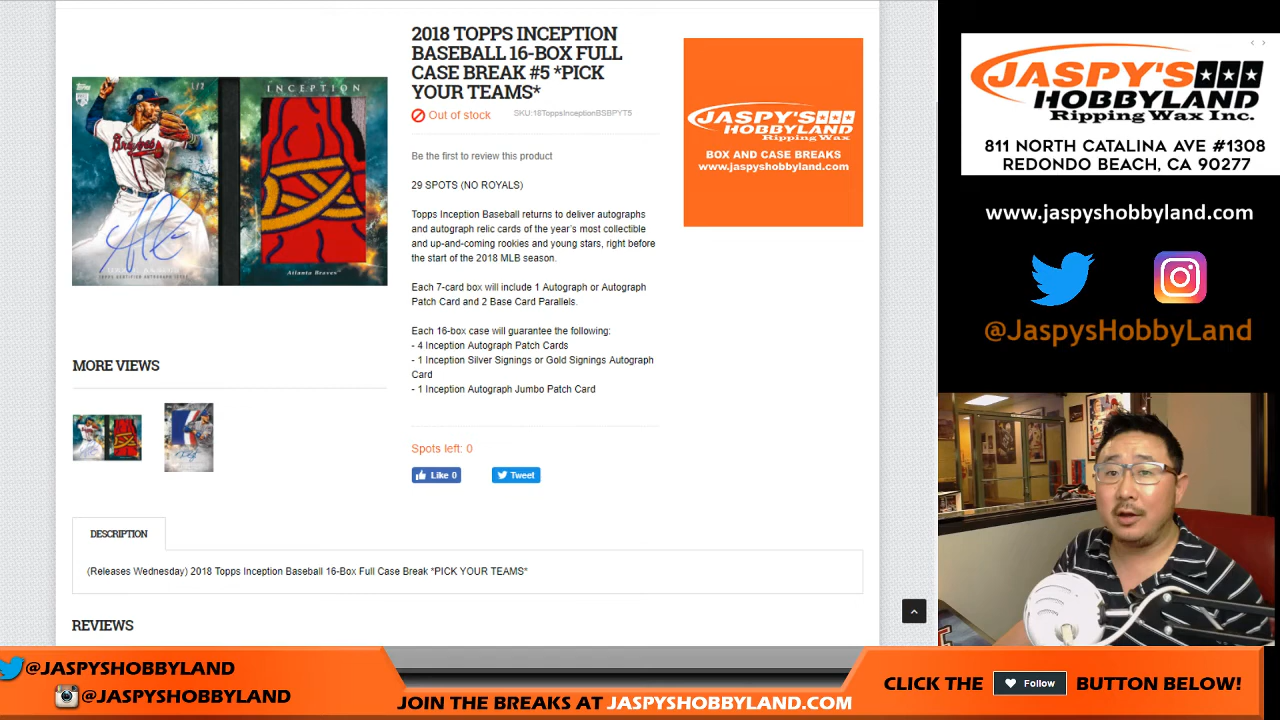 2018 TOPPS INCEPTION
BASEBALL 16-BOX FULL
CASE BREAK #5 *PICK
YOUR TEAMS*
Out of stock
SKU:18ToppsInceptionBSBPYT5
Be the first to review this product
29 SPOTS (NO ROYALS)
Topps Inception Baseball returns to deliver autographs
and autograph relic cards of the year's most collectible
and up-and-coming rookies and young stars, right before
the start of the 2018 MLB season.
Each 7-card box will include 1 Autograph or Autograph
Patch Card and 2 Base Card Parallels.
Each 16-box case will guarantee the following:
- 4 Inception Autograph Patch Cards
- 1 Inception Silver Signings or Gold Signings Autograph
Card
- 1 Inception Autograph Jumbo Patch Card
Spots left: 0
Like 0
Tweet
INCEPTION
1/2
Braves
Atlanta Braves™
MORE VIEWS
DESCRIPTION
(Releases Wednesday) 2018 Topps Inception Baseball 16-Box Full Case Break *PICK YOUR TEAMS*
REVIEWS
JASPY'S
HOBBYLAND
Ripping Wax Inc.
BOX AND CASE BREAKS
www.jaspyshobbyland.com
JASPY'S
HOBBYLAND
Ripping Wax Inc.
811 NORTH CATALINA AVE #1308
REDONDO BEACH, CA 90277
www.jaspyshobbyland.com
@JaspysHobbyLand
@JASPYSHOBBYLAND
@JASPYSHOBBYLAND
JOIN THE BREAKS AT JASPYSHOBBYLAND.COM
CLICK THE Follow BUTTON BELOW!